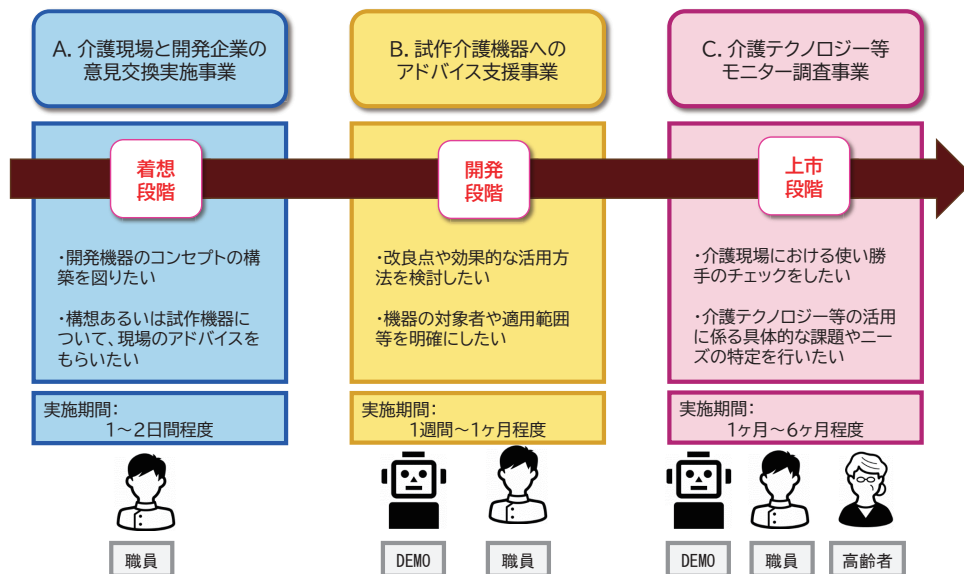 A. 介護現場と開発企業の
意見交換実施事業
着想
段階
・開発機器のコンセプトの構
築を図りたい
・構想あるいは試作機器に
ついて、現場のアドバイスを
もらいたい
実施期間:
1～2日間程度
職員
B. 試作介護機器への
アドバイス支援事業
開発
段階
・改良点や効果的な活用方
法を検討したい
・機器の対象者や適用範囲
等を明確にしたい
実施期間:
1週間～1ヶ月程度
DEMO
職員
C. 介護テクノロジー等
モニター調査事業
上市
段階
・介護現場における使い勝
手のチェックをしたい
・介護テクノロジー等の活用
に係る具体的な課題やニー
ズの特定を行いたい
実施期間:
1ヶ月～6ヶ月程度
DEMO
職員
高齢者